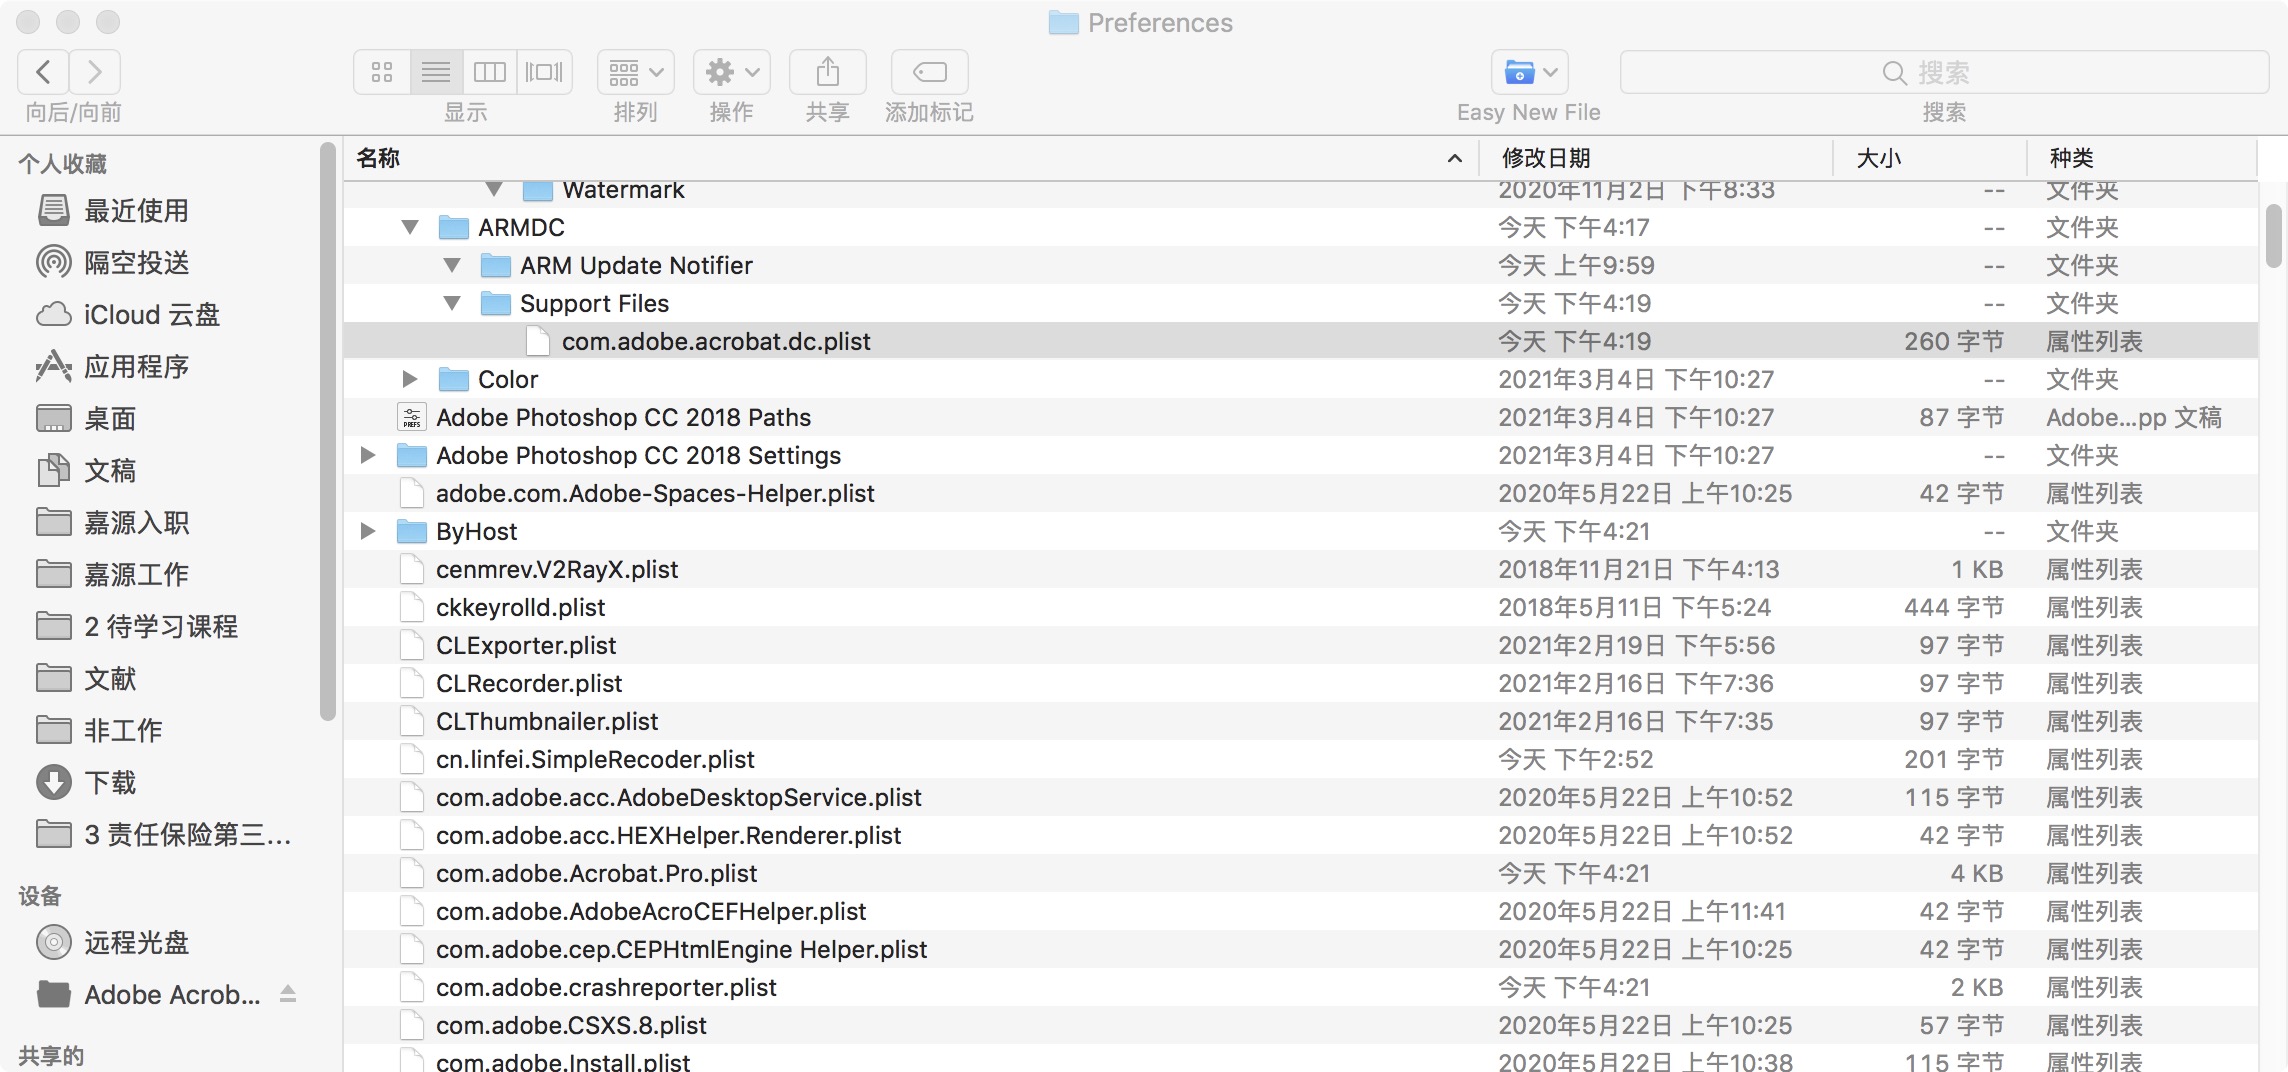 Preferences
向后/向前
显示
排列
操作
共享
添加标记
Easy New File
搜索
搜索
个人收藏
最近使用
隔空投送
iCloud 云盘
应用程序
桌面
文稿
嘉源入职
嘉源工作
2 待学习课程
文献
非工作
下载
3 责任保险第三...
设备
远程光盘
Adobe Acrob...
共享的
名称 修改日期 大小 种类
Watermark 2020年11月2日 下午8:33 -- 文件夹
ARMDC 今天 下午4:17 -- 文件夹
ARM Update Notifier 今天 上午9:59 -- 文件夹
Support Files 今天 下午4:19 -- 文件夹
com.adobe.acrobat.dc.plist 今天 下午4:19 260 字节 属性列表
Color 2021年3月4日 下午10:27 -- 文件夹
PREFS Adobe Photoshop CC 2018 Paths 2021年3月4日 下午10:27 87 字节 Adobe...pp 文稿
Adobe Photoshop CC 2018 Settings 2021年3月4日 下午10:27 -- 文件夹
adobe.com.Adobe-Spaces-Helper.plist 2020年5月22日 上午10:25 42 字节 属性列表
ByHost 今天 下午4:21 -- 文件夹
cenmrev.V2RayX.plist 2018年11月21日 下午4:13 1 KB 属性列表
ckkeyrolld.plist 2018年5月11日 下午5:24 444 字节 属性列表
CLExporter.plist 2021年2月19日 下午5:56 97 字节 属性列表
CLRecorder.plist 2021年2月16日 下午7:36 97 字节 属性列表
CLThumbnailer.plist 2021年2月16日 下午7:35 97 字节 属性列表
cn.linfei.SimpleRecoder.plist 今天 下午2:52 201 字节 属性列表
com.adobe.acc.AdobeDesktopService.plist 2020年5月22日 上午10:52 115 字节 属性列表
com.adobe.acc.HEXHelper.Renderer.plist 2020年5月22日 上午10:52 42 字节 属性列表
com.adobe.Acrobat.Pro.plist 今天 下午4:21 4 KB 属性列表
com.adobe.AdobeAcroCEFHelper.plist 2020年5月22日 上午11:41 42 字节 属性列表
com.adobe.cep.CEPHtmlEngine Helper.plist 2020年5月22日 上午10:25 42 字节 属性列表
com.adobe.crashreporter.plist 今天 下午4:21 2 KB 属性列表
com.adobe.CSXS.8.plist 2020年5月22日 上午10:25 57 字节 属性列表
com.adobe.Install.plist 2020年5月22日 上午10:38 115 字节 属性列表